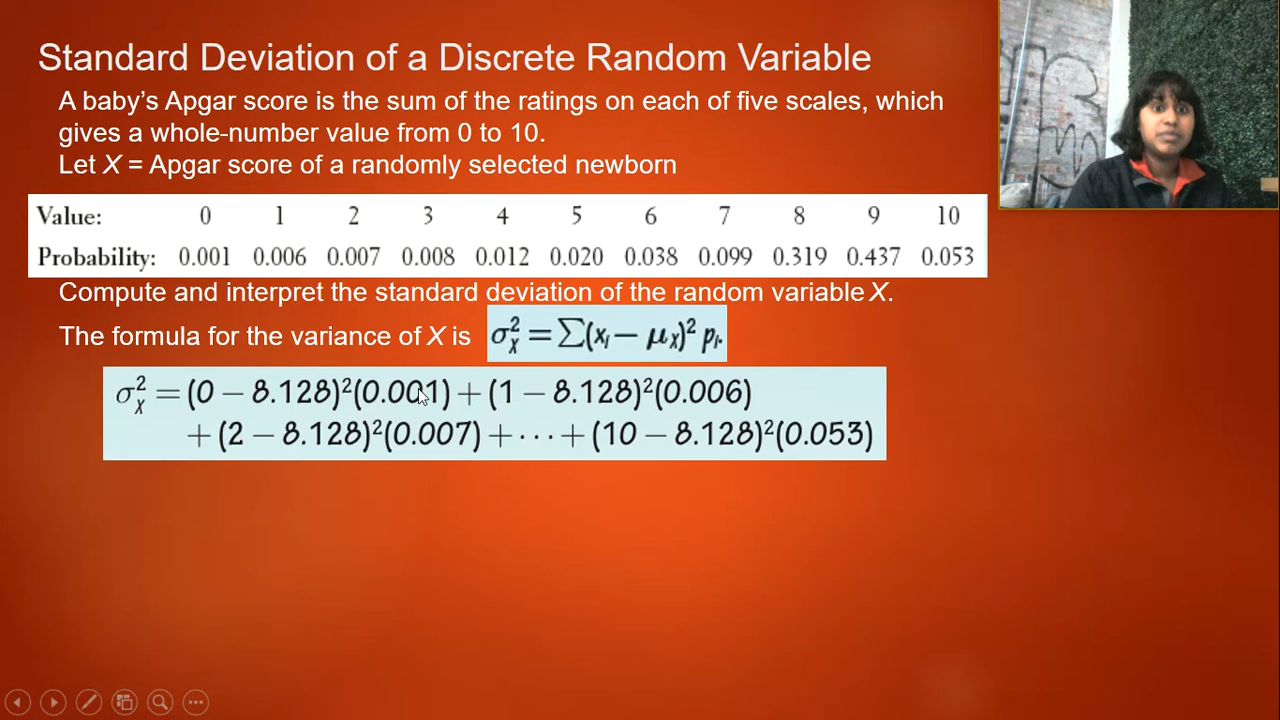 Standard Deviation of a Discrete Random Variable
A baby’s Apgar score is the sum of the ratings on each of five scales, which
gives a whole-number value from 0 to 10.
Let X = Apgar score of a randomly selected newborn
Value: 0 1 2 3 4 5 6 7 8 9 10
Probability: 0.001 0.006 0.007 0.008 0.012 0.020 0.038 0.099 0.319 0.437 0.053
Compute and interpret the standard deviation of the random variable X.
The formula for the variance of X is σ²_X = ∑(x_i − μ_X)² p_i.
σ²_X = (0 − 8.128)²(0.001) + (1 − 8.128)²(0.006)
+ (2 − 8.128)²(0.007) + ··· + (10 − 8.128)²(0.053)